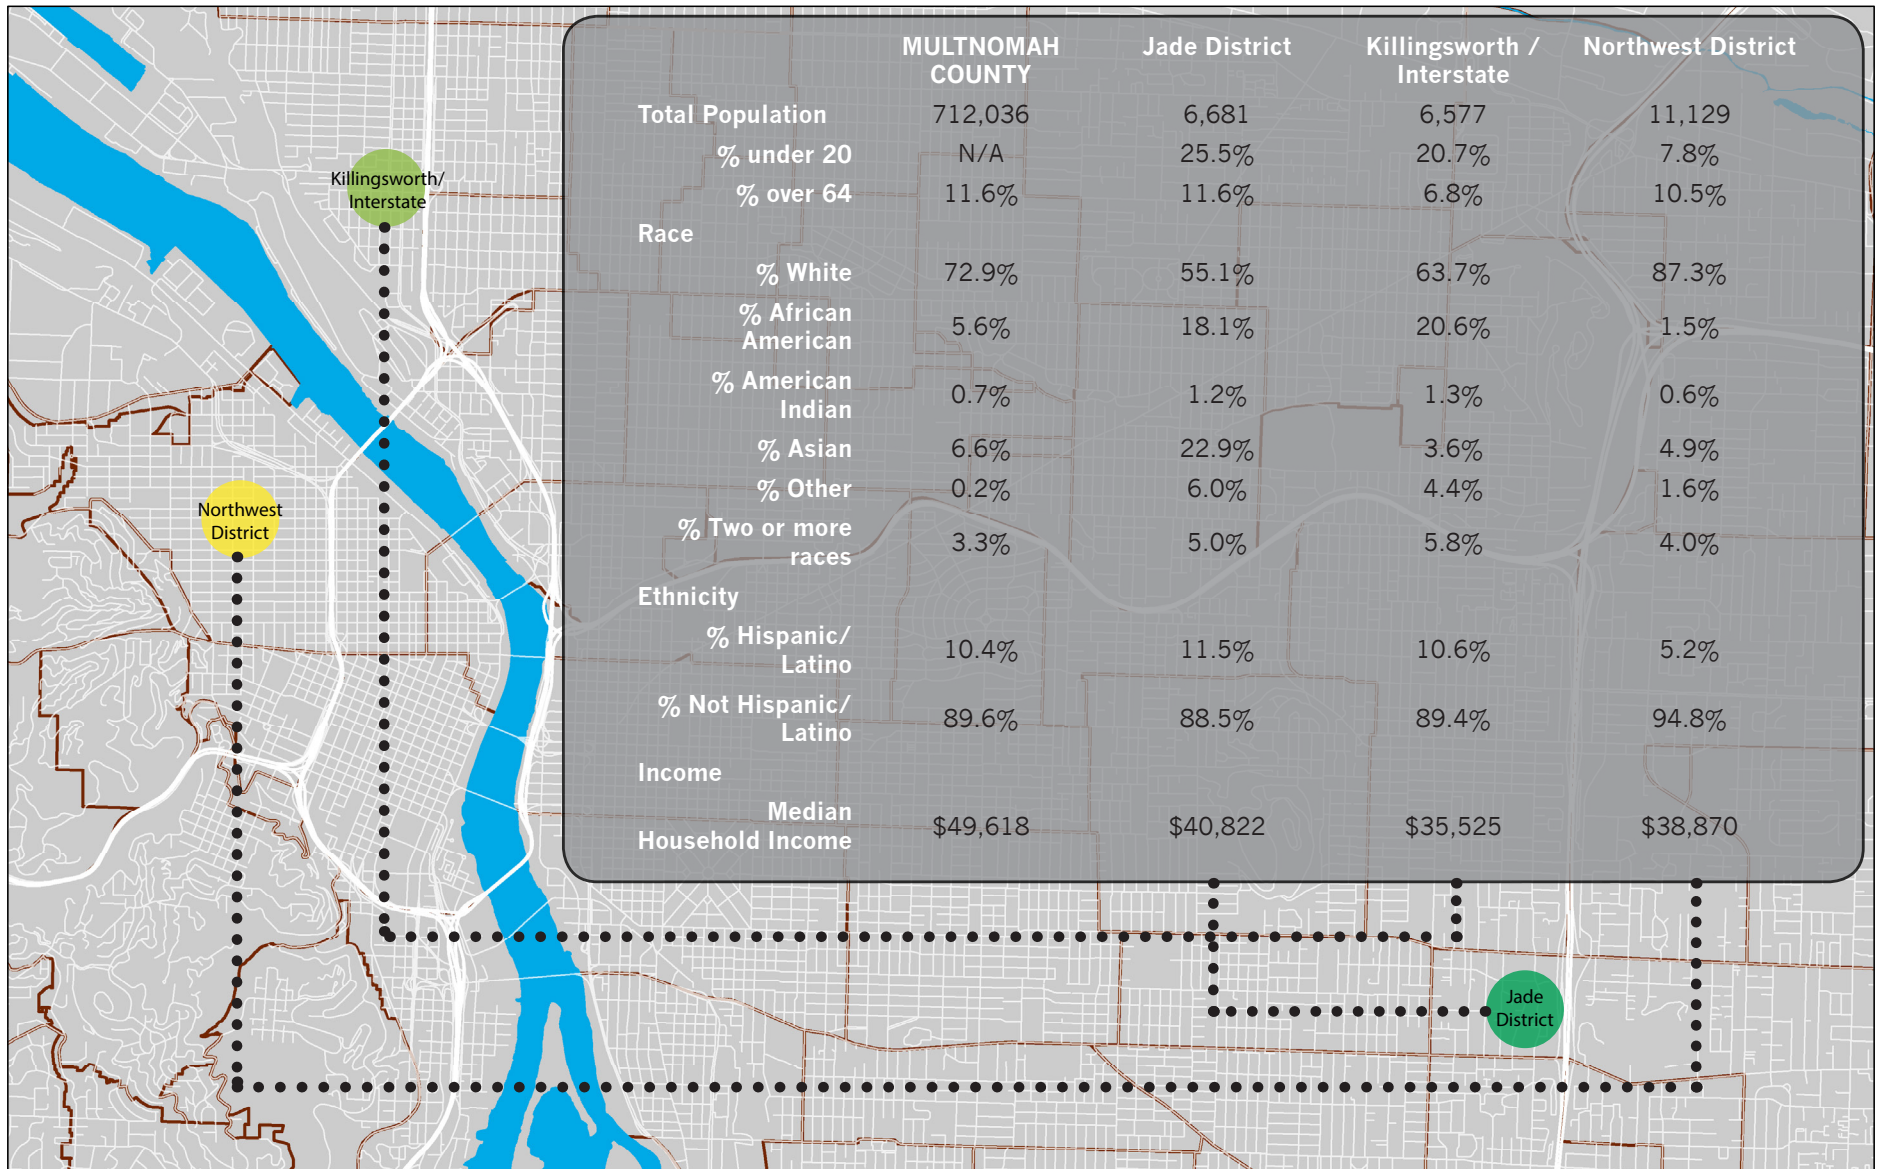 MULTNOMAH COUNTY Jade District Killingsworth / Interstate Northwest District
Total Population 712,036 6,681 6,577 11,129
% under 20 N/A 25.5% 20.7% 7.8%
% over 64 11.6% 11.6% 6.8% 10.5%
Race
% White 72.9% 55.1% 63.7% 87.3%
% African American 5.6% 18.1% 20.6% 1.5%
% American Indian 0.7% 1.2% 1.3% 0.6%
% Asian 6.6% 22.9% 3.6% 4.9%
% Other 0.2% 6.0% 4.4% 1.6%
% Two or more races 3.3% 5.0% 5.8% 4.0%
Ethnicity
% Hispanic/ Latino 10.4% 11.5% 10.6% 5.2%
% Not Hispanic/ Latino 89.6% 88.5% 89.4% 94.8%
Income
Median Household Income $49,618 $40,822 $35,525 $38,870
Killingsworth/
Interstate
Northwest
District
Jade
District